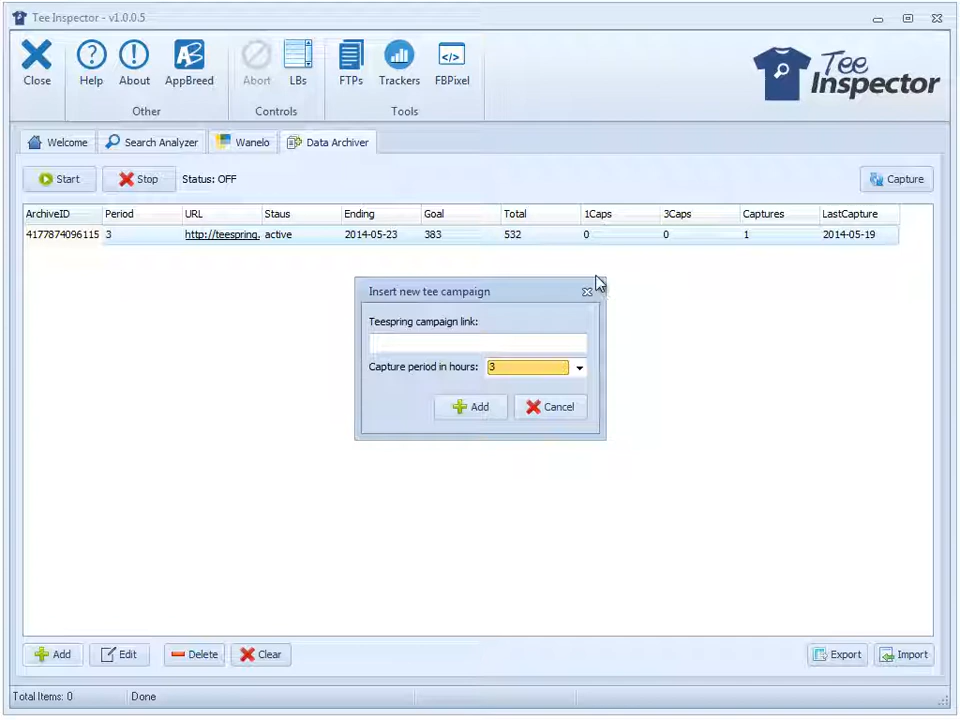 Tee Inspector - v1.0.0.5
Close
Help
About
AppBreed
Abort
LBs
FTPs
Trackers
FBPixel
Other
Controls
Tools
Tee
Inspector
Welcome
Search Analyzer
Wanelo
Data Archiver
Start
Stop
Status: OFF
Capture
ArchiveID Period URL Staus Ending Goal Total 1Caps 3Caps Captures LastCapture
4177874096115 3 http://teespring. active 2014-05-23 383 532 0 0 1 2014-05-19
Insert new tee campaign
Teespring campaign link:
Capture period in hours: 3
Add
Cancel
Add
Edit
Delete
Clear
Export
Import
Total Items: 0
Done